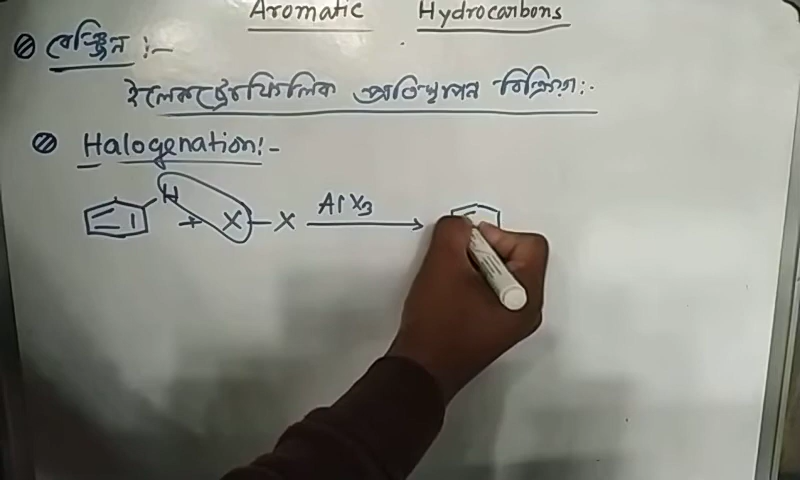 Aromatic Hydrocarbons
বেঞ্জিন :-
ইলেকট্রোফিলিক প্রতিস্থাপন বিক্রিয়া:-
Halogenation:-
H
+ X-X AlX3